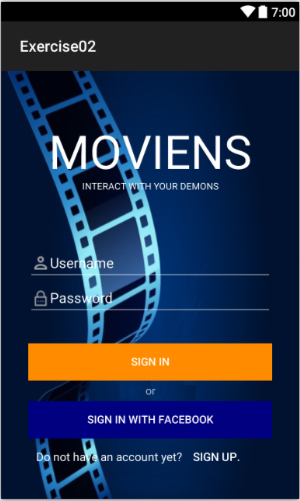 7:00
Exercise02
MOVIENS
INTERACT WITH YOUR DEMONS
Username
Password
SIGN IN
or
SIGN IN WITH FACEBOOK
Do not have an account yet? SIGN UP.